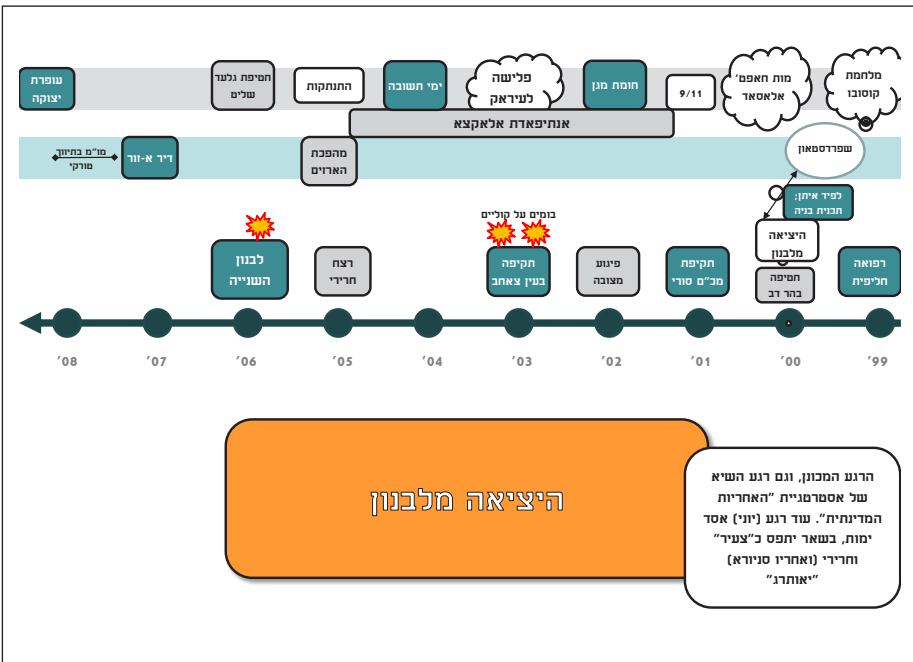 מלחמת
קוסובו
מות חאפט'
אלאסאד
9/11
חומת מגן
פלישה
לעיראק
ימי תשובה
התנתקות
חטיפת גלעד
שליט
עופרת
יצוקה
אנתיפאדת אלאקצא
שפרדסטאון
מהפכת
הארזים
דיר א-זור
מו"מ בתיווך
טורקי
לפיד איתן:
תכנית בניה
היציאה
מלבנון
חטיפה
בהר דב
רפואה
חליפית
תקיפת
מכ"ם סורי
פיגוע
מצובה
בומים על קוליים
תקיפה
בעין צאחב
רצח
חרירי
לבנון
השנייה
'99
'00
'01
'02
'03
'04
'05
'06
'07
'08
היציאה מלבנון
הרגע המכונן, וגם רגע השיא
של אסטרטגיית "האחריות
המדינתית". עוד רגע (יוני) אסד
ימות, בשאר יתפס כ"צעיר"
וחרירי (ואחריו סניורא)
"יאותרג"